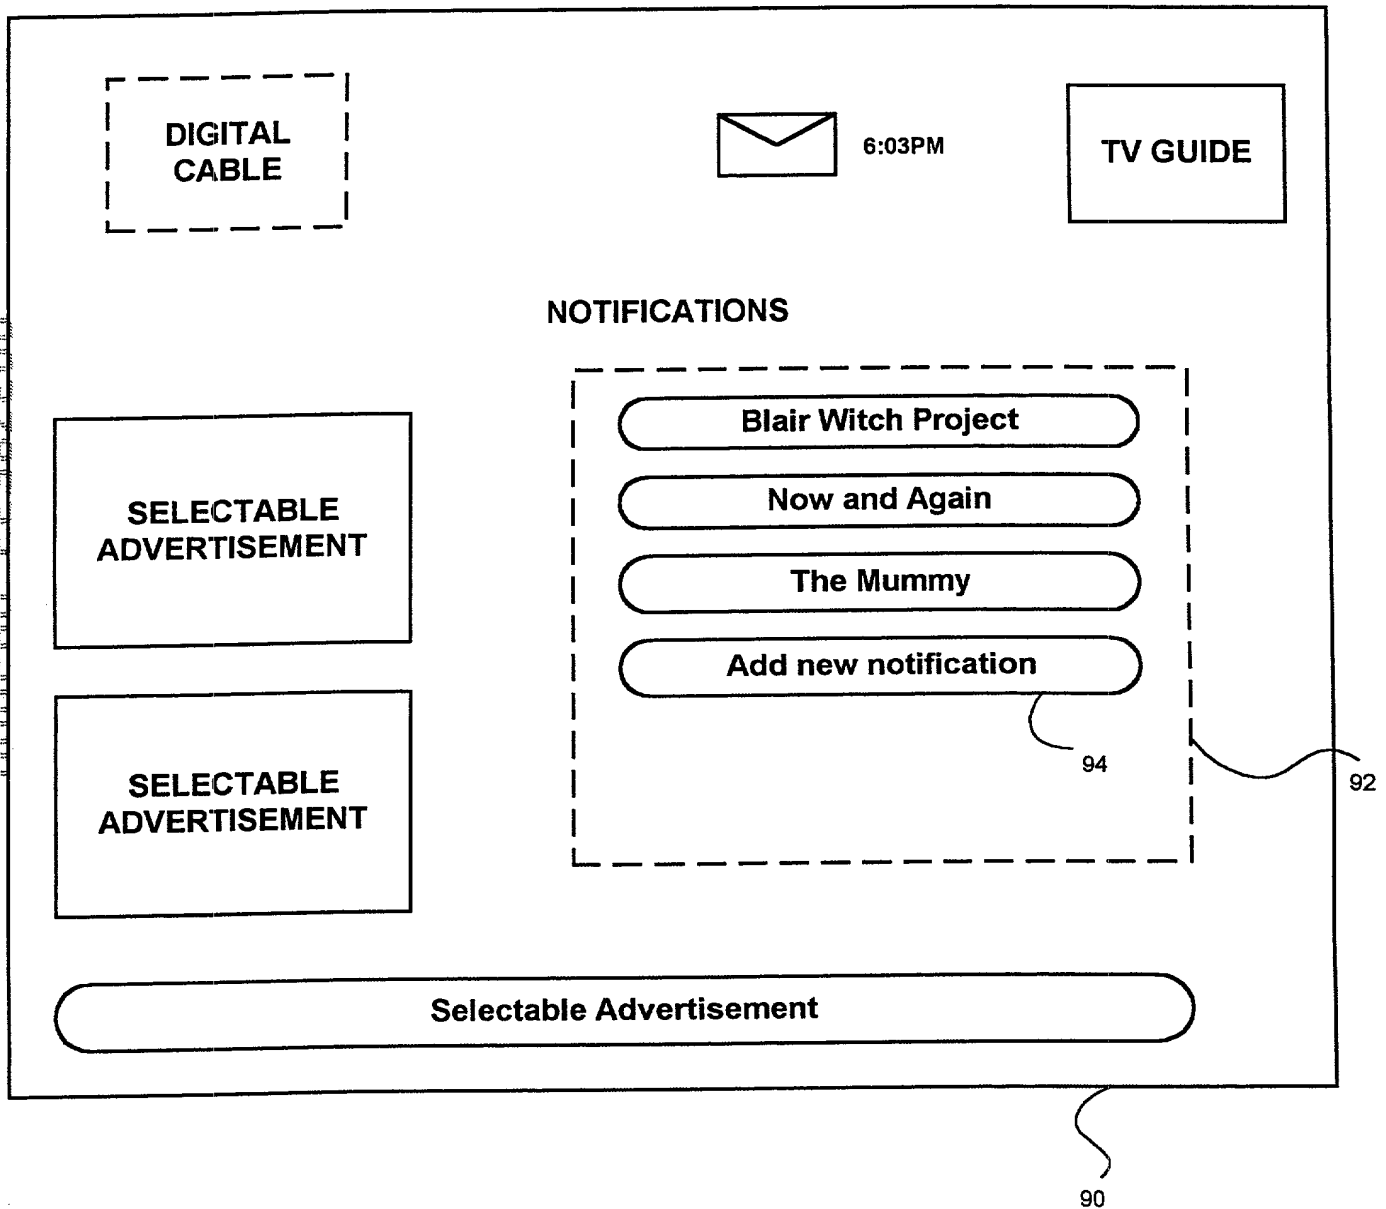 DIGITAL
CABLE
6:03PM
TV GUIDE
NOTIFICATIONS
Blair Witch Project
Now and Again
The Mummy
Add new notification
94
92
SELECTABLE
ADVERTISEMENT
SELECTABLE
ADVERTISEMENT
Selectable Advertisement
90